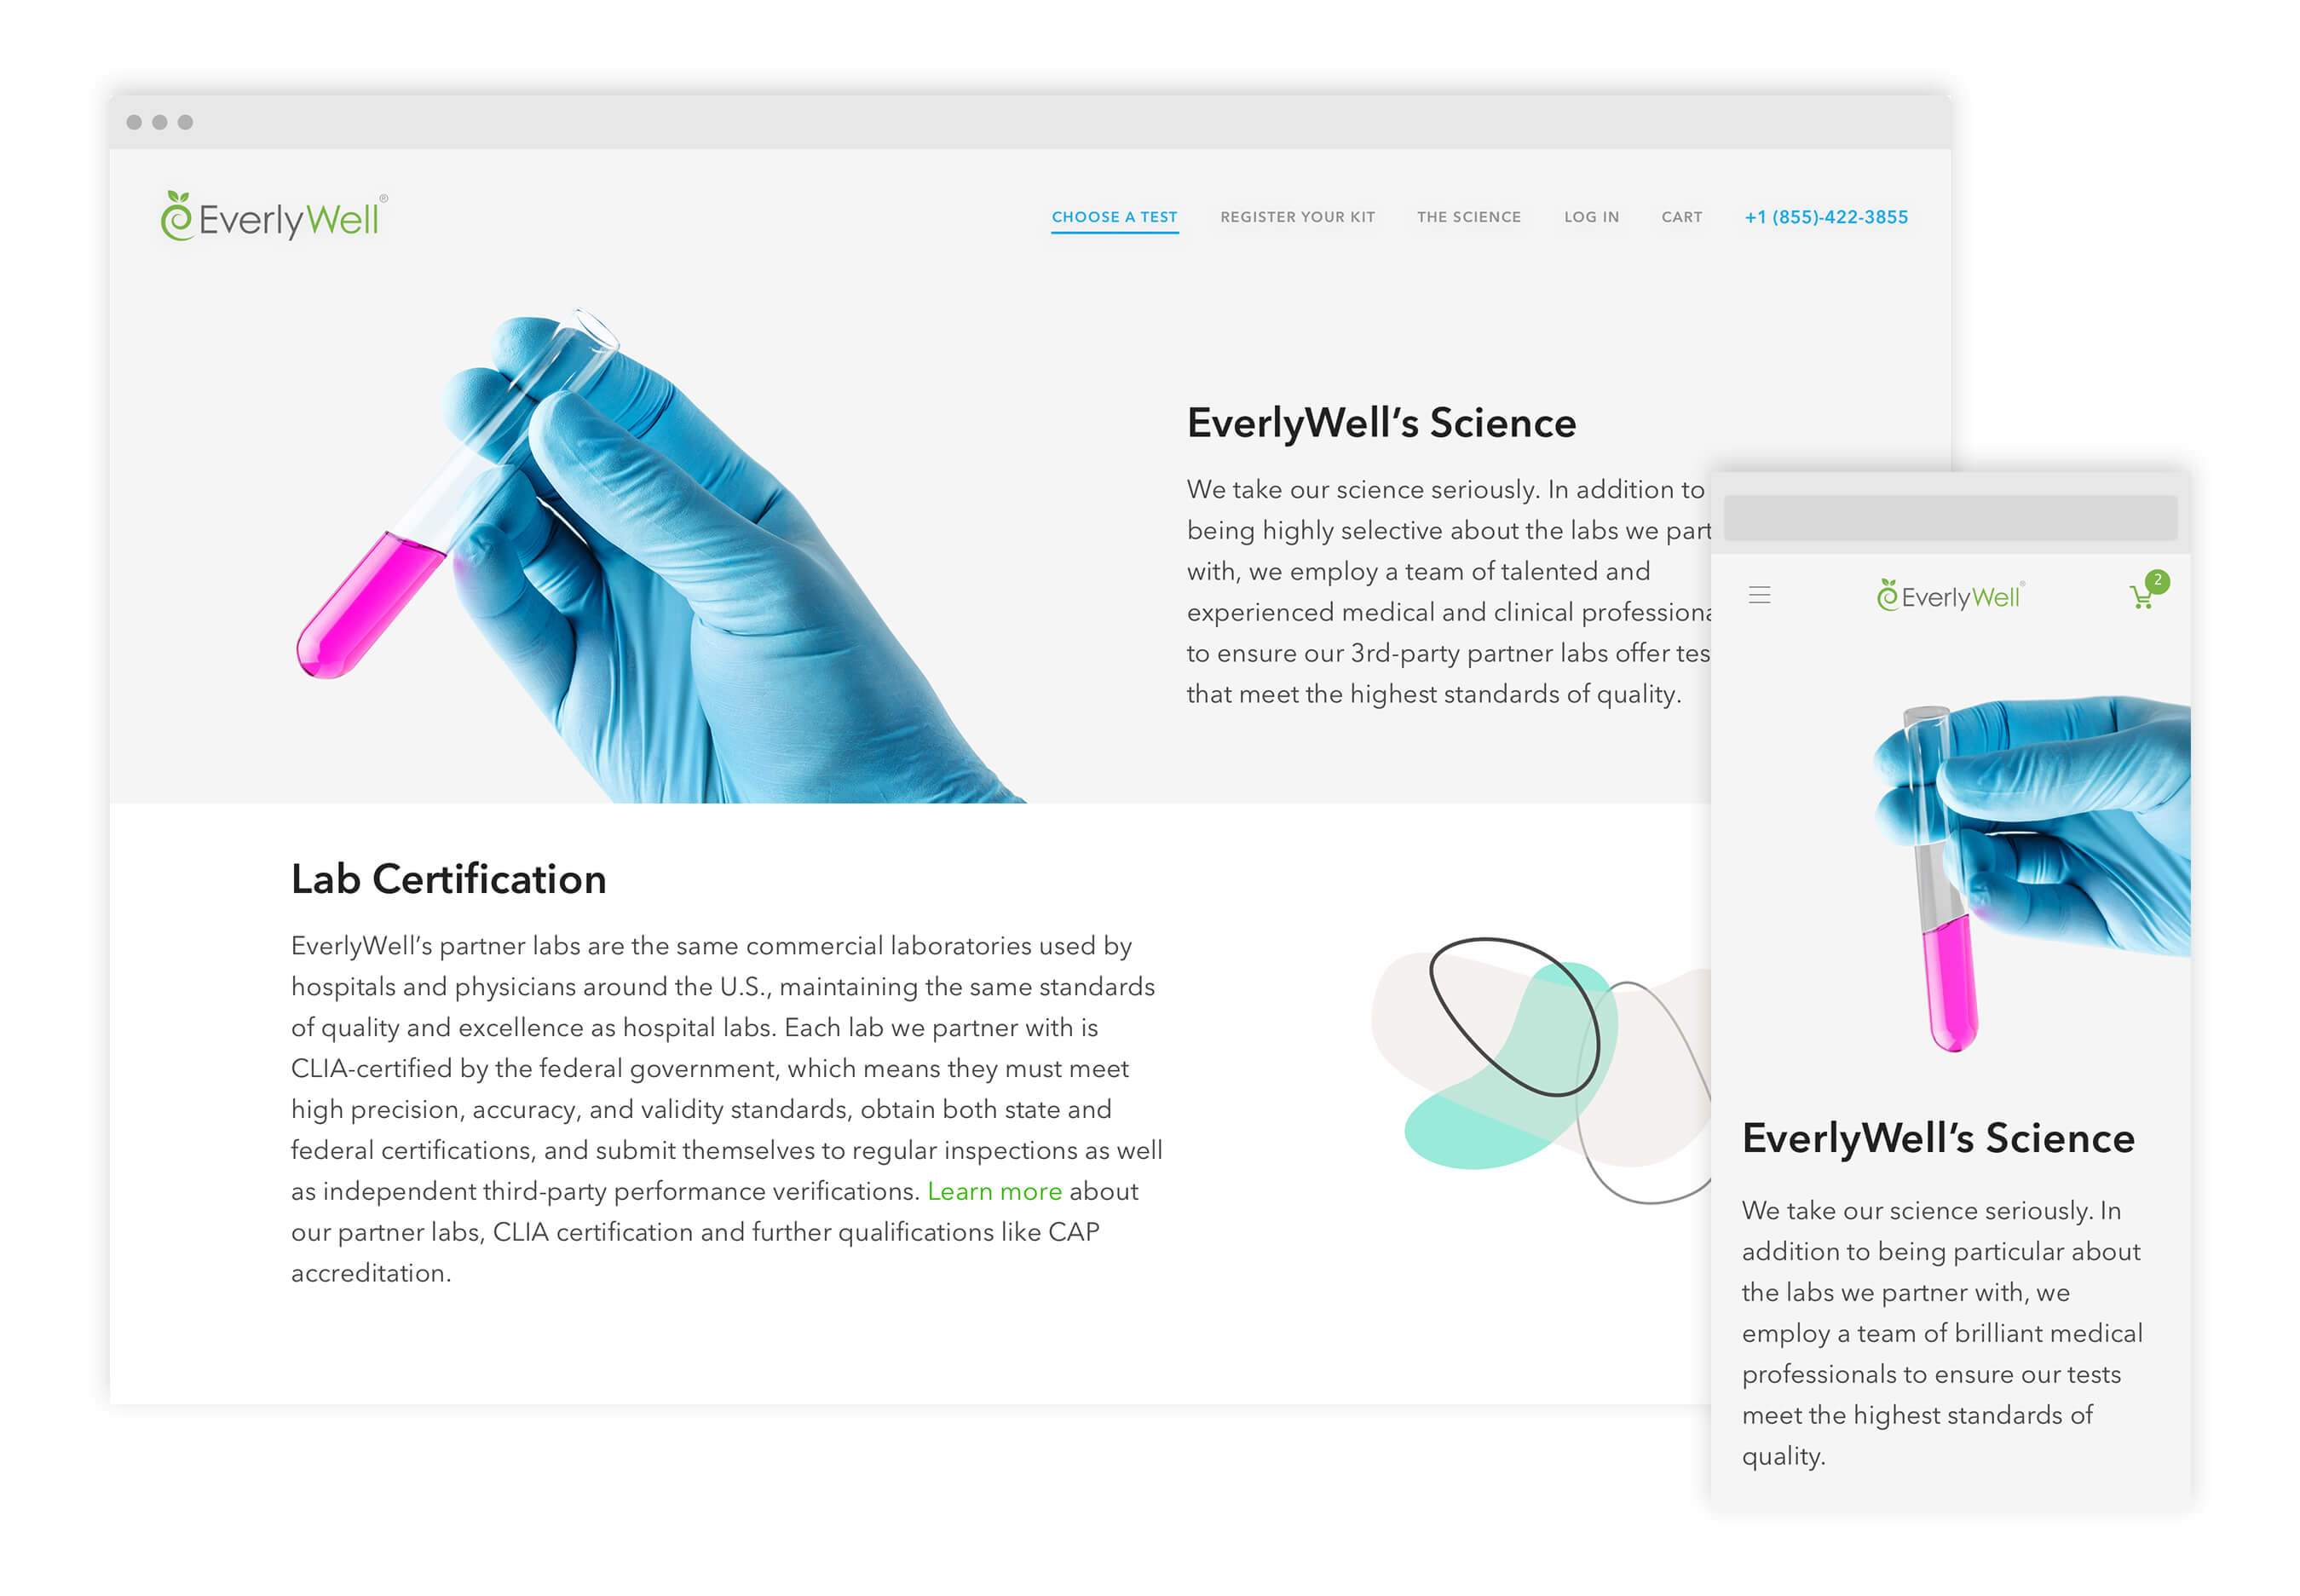 EverlyWell®
CHOOSE A TEST
REGISTER YOUR KIT
THE SCIENCE
LOG IN
CART
+1 (855)-422-3855
EverlyWell’s Science
We take our science seriously. In addition to
being highly selective about the labs we part
with, we employ a team of talented and
experienced medical and clinical professiona
to ensure our 3rd-party partner labs offer tes
that meet the highest standards of quality.
Lab Certification
EverlyWell’s partner labs are the same commercial laboratories used by
hospitals and physicians around the U.S., maintaining the same standards
of quality and excellence as hospital labs. Each lab we partner with is
CLIA-certified by the federal government, which means they must meet
high precision, accuracy, and validity standards, obtain both state and
federal certifications, and submit themselves to regular inspections as well
as independent third-party performance verifications. Learn more about
our partner labs, CLIA certification and further qualifications like CAP
accreditation.
EverlyWell®
2
EverlyWell’s Science
We take our science seriously. In
addition to being particular about
the labs we partner with, we
employ a team of brilliant medical
professionals to ensure our tests
meet the highest standards of
quality.